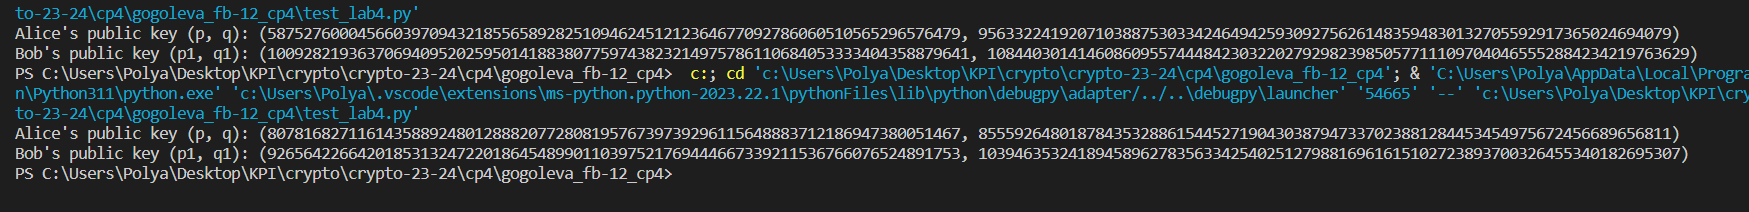 to-23-24\cp4\gogoleva_fb-12_cp4\test_lab4.py'
Alice's public key (p, q): (58752760004566039709432185565892825109462451212364677092786060510565296576479, 95633224192071038875303342464942593092756261483594830132705592917365024694079)
Bob's public key (p1, q1): (100928219363706940952025950141883807759743823214975786110684053333404358879641, 108440301414608609557444842303220279298239850577111097040465552884234219763629)
PS C:\Users\Polya\Desktop\KPI\crypto\crypto-23-24\cp4\gogoleva_fb-12_cp4>  c:; cd 'c:\Users\Polya\Desktop\KPI\crypto\crypto-23-24\cp4\gogoleva_fb-12_cp4'; & 'C:\Users\Polya\AppData\Local\Progra
n\Python311\python.exe' 'c:\Users\Polya\.vscode\extensions\ms-python.python-2023.22.1\pythonFiles\lib\python\debugpy\adapter/../..\debugpy\launcher' '54665' '--' 'c:\Users\Polya\Desktop\KPI\cry
to-23-24\cp4\gogoleva_fb-12_cp4\test_lab4.py'
Alice's public key (p, q): (80781682711614358892480128882077280819576739739296115648883712186947380051467, 85559264801878435328861544527190430387947337023881284453454975672456689656811)
Bob's public key (p1, q1): (92656422664201853132472201864548990110397521769444667339211536766076524891753, 103946353241894589627835633425402512798816961615102723893700326455340182695307)
PS C:\Users\Polya\Desktop\KPI\crypto\crypto-23-24\cp4\gogoleva_fb-12_cp4>